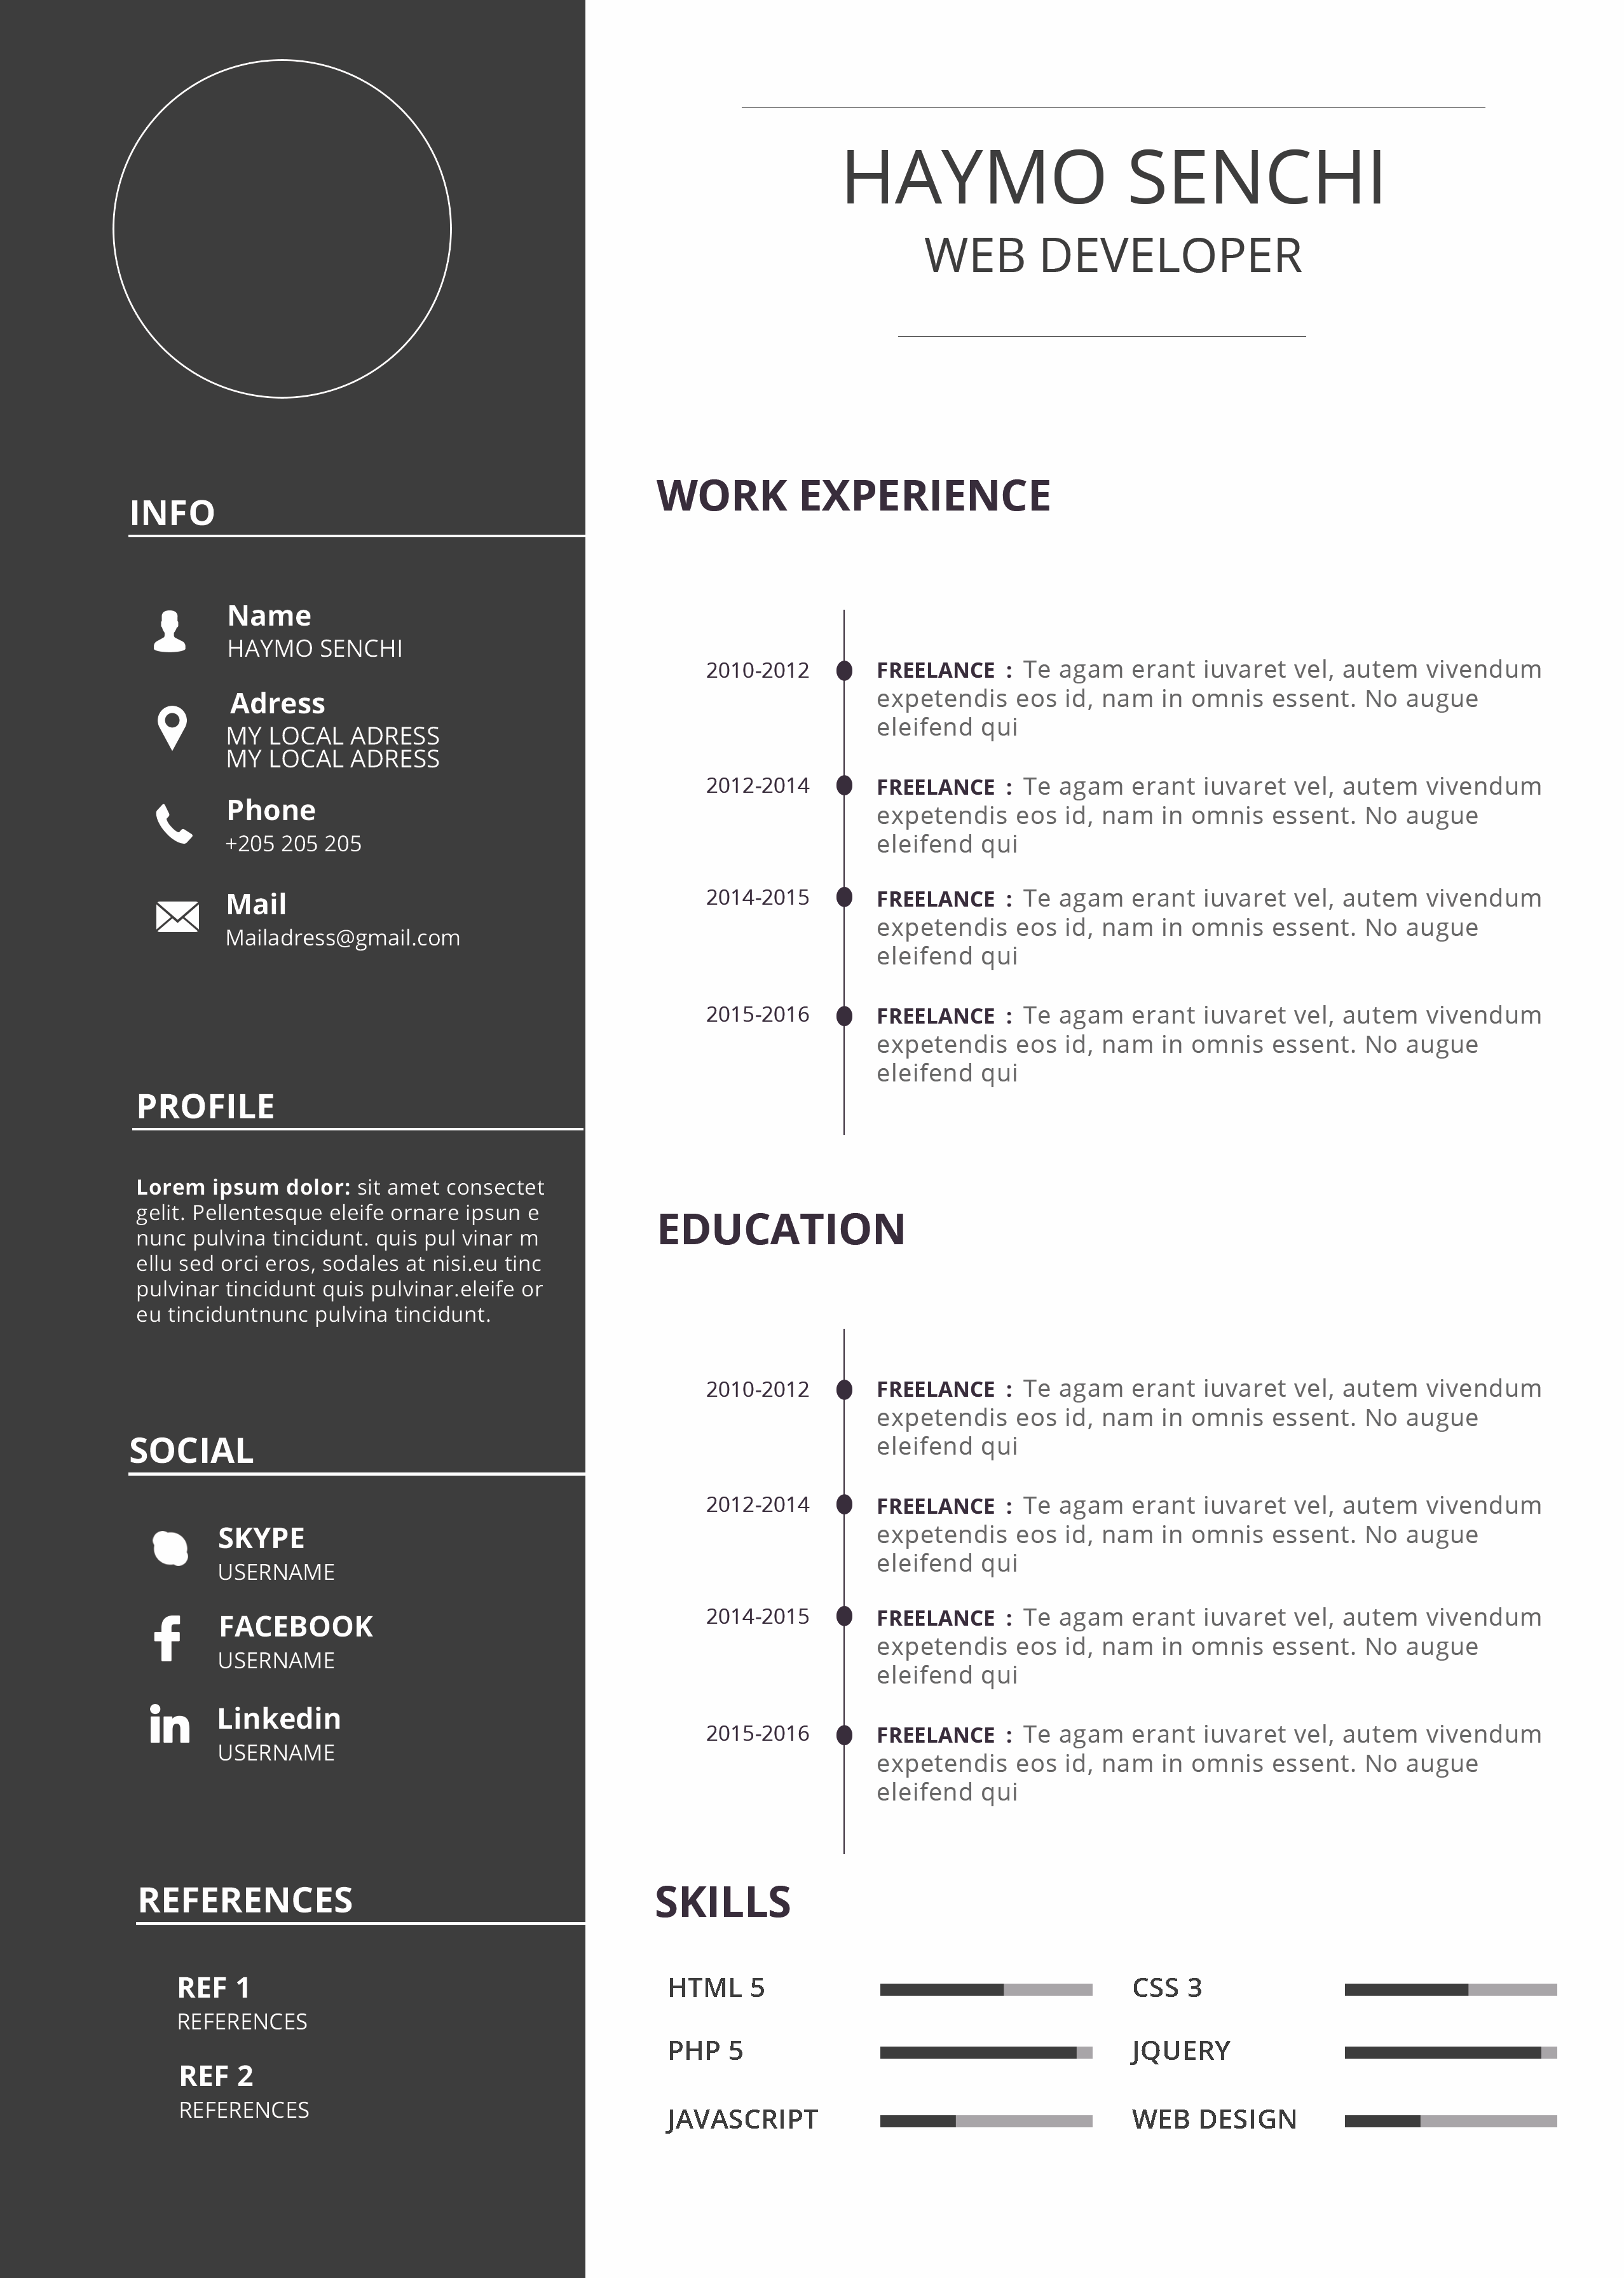 HAYMO SENCHI
WEB DEVELOPER
INFO
Name
HAYMO SENCHI
Adress
MY LOCAL ADRESS
MY LOCAL ADRESS
Phone
+205 205 205
Mail
Mailadress@gmail.com
PROFILE
Lorem ipsum dolor: sit amet consectet
gelit. Pellentesque eleife ornare ipsun e
nunc pulvina tincidunt. quis pul vinar m
ellu sed orci eros, sodales at nisi.eu tinc
pulvinar tincidunt quis pulvinar.eleife or
eu tinciduntnunc pulvina tincidunt.
SOCIAL
SKYPE
USERNAME
FACEBOOK
USERNAME
Linkedin
USERNAME
REFERENCES
REF 1
REFERENCES
REF 2
REFERENCES
WORK EXPERIENCE
2010-2012 FREELANCE : Te agam erant iuvaret vel, autem vivendum
expetendis eos id, nam in omnis essent. No augue
eleifend qui
2012-2014 FREELANCE : Te agam erant iuvaret vel, autem vivendum
expetendis eos id, nam in omnis essent. No augue
eleifend qui
2014-2015 FREELANCE : Te agam erant iuvaret vel, autem vivendum
expetendis eos id, nam in omnis essent. No augue
eleifend qui
2015-2016 FREELANCE : Te agam erant iuvaret vel, autem vivendum
expetendis eos id, nam in omnis essent. No augue
eleifend qui
EDUCATION
2010-2012 FREELANCE : Te agam erant iuvaret vel, autem vivendum
expetendis eos id, nam in omnis essent. No augue
eleifend qui
2012-2014 FREELANCE : Te agam erant iuvaret vel, autem vivendum
expetendis eos id, nam in omnis essent. No augue
eleifend qui
2014-2015 FREELANCE : Te agam erant iuvaret vel, autem vivendum
expetendis eos id, nam in omnis essent. No augue
eleifend qui
2015-2016 FREELANCE : Te agam erant iuvaret vel, autem vivendum
expetendis eos id, nam in omnis essent. No augue
eleifend qui
SKILLS
HTML 5 CSS 3
PHP 5 JQUERY
JAVASCRIPT WEB DESIGN